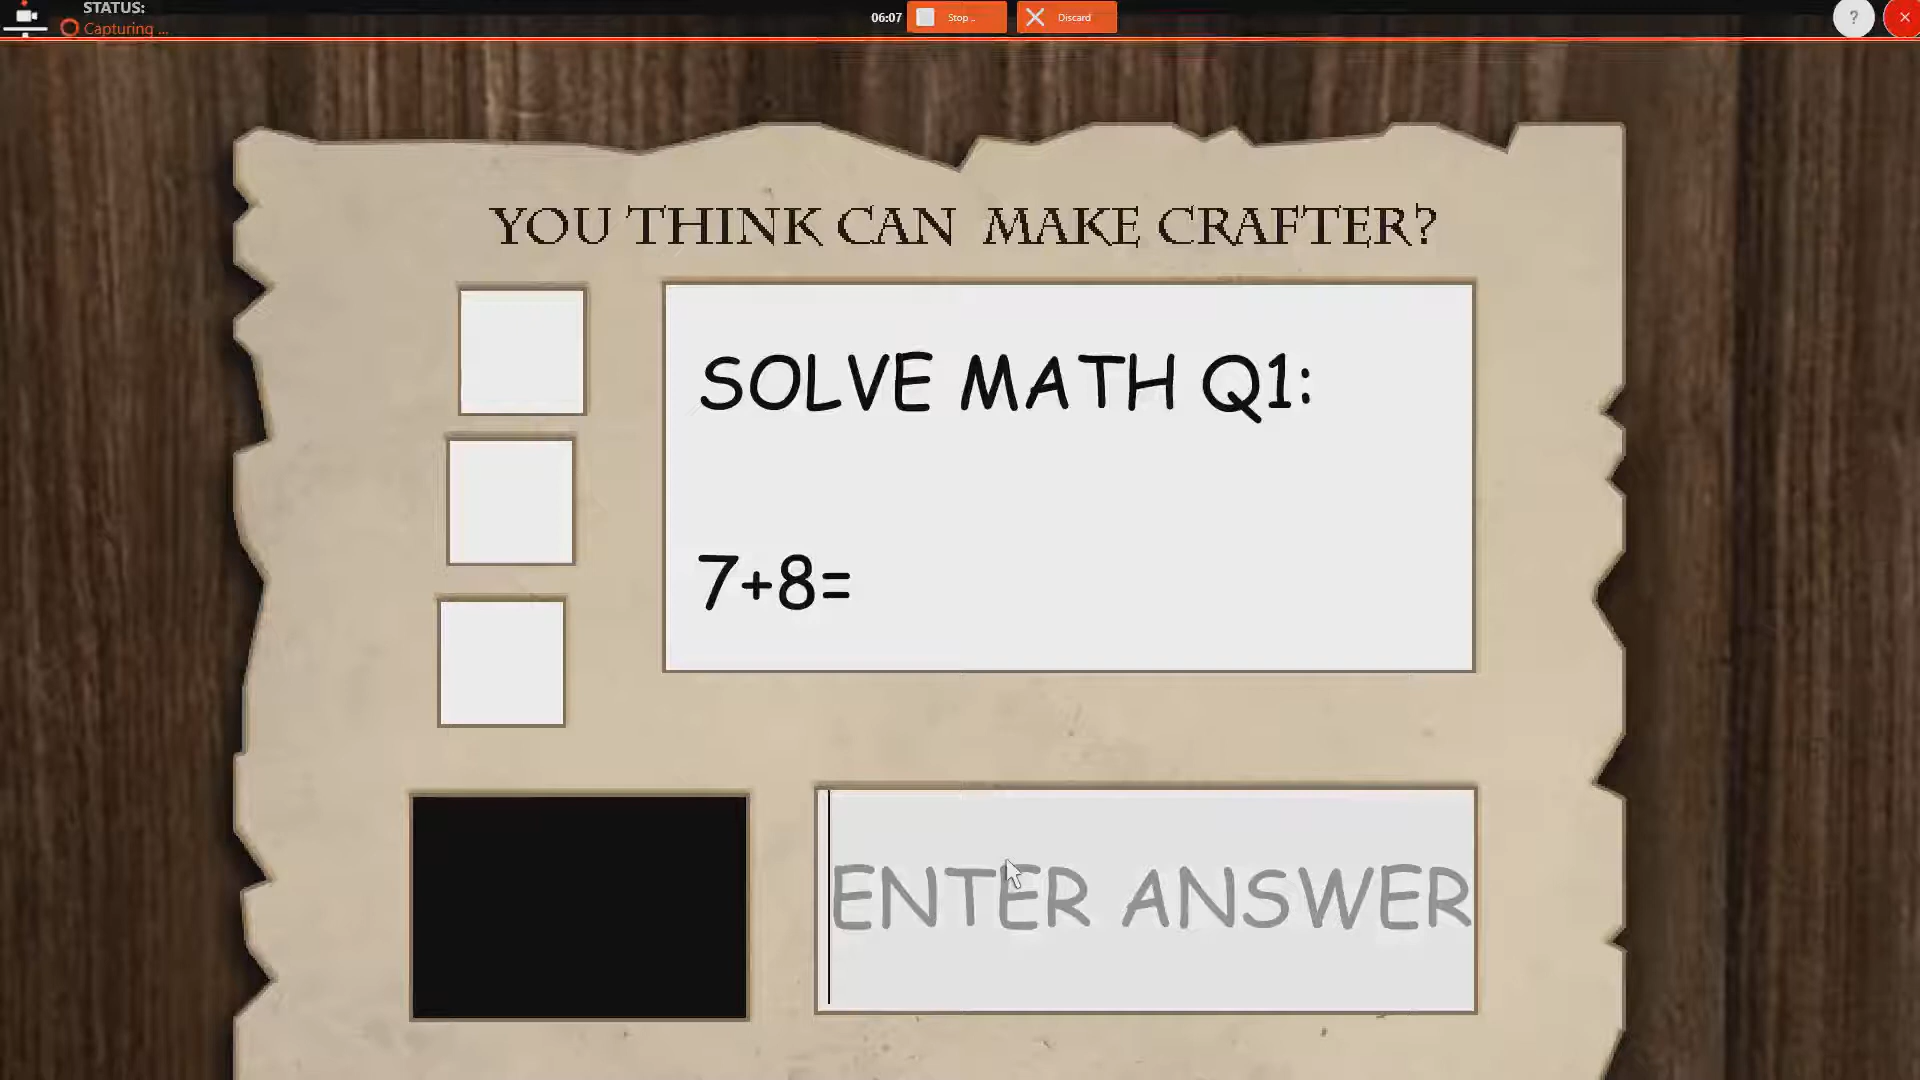 STATUS:
Capturing ...
06:07
Stop ..
Discard
?
YOU THINK CAN MAKE CRAFTER?
SOLVE MATH Q1:
7+8=
ENTER ANSWER